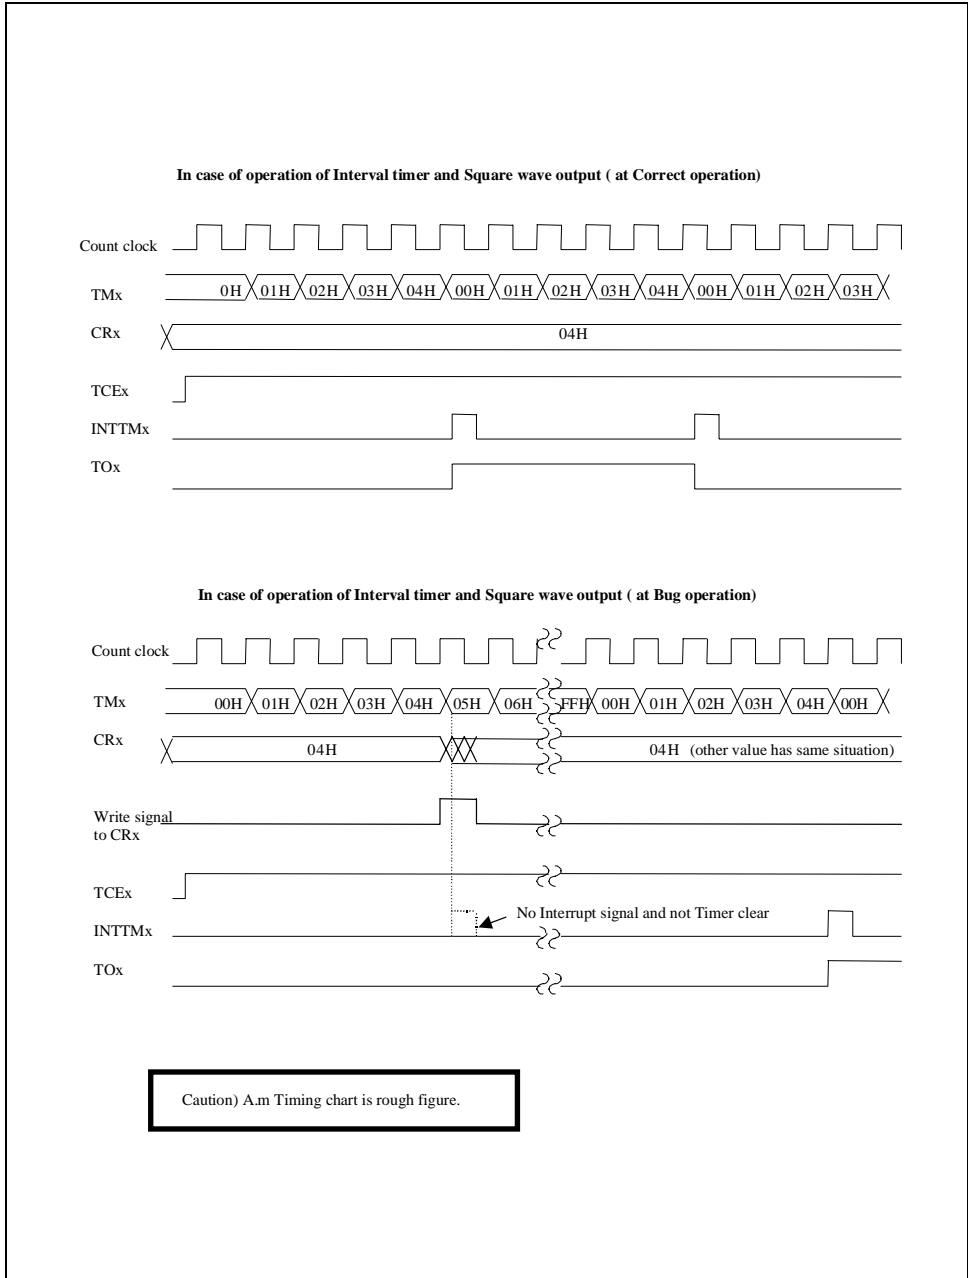 In case of operation of Interval timer and Square wave output ( at Correct operation)
Count clock
TMx 0H 01H 02H 03H 04H 00H 01H 02H 03H 04H 00H 01H 02H 03H
CRx 04H
TCEx
INTTMx
TOx
In case of operation of Interval timer and Square wave output ( at Bug operation)
Count clock
TMx 00H 01H 02H 03H 04H 05H 06H FFH 00H 01H 02H 03H 04H 00H
CRx 04H 04H (other value has same situation)
Write signal
to CRx
TCEx
No Interrupt signal and not Timer clear
INTTMx
TOx
Caution) A.m Timing chart is rough figure.